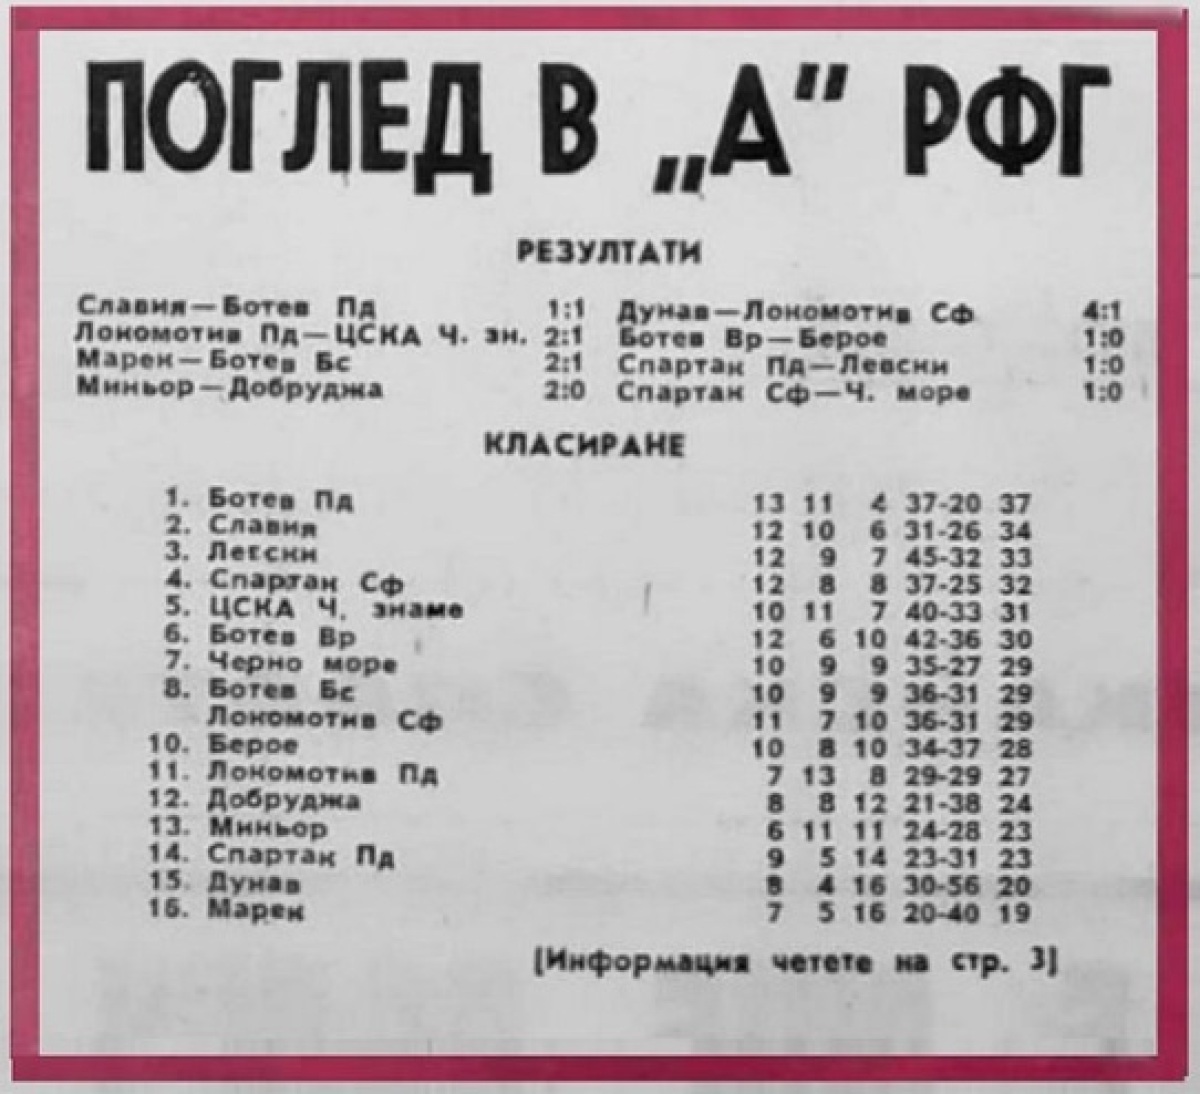 ПОГЛЕД В „А" РФГ
РЕЗУЛТАТИ
Славия—Ботев Пд 1:1
Локомотив Пд—ЦСКА Ч. зн. 2:1
Марек—Ботев Бс 2:1
Миньор—Добруджа 2:0
Дунав—Локомотив Сф 4:1
Ботев Вр—Берое 1:0
Спартак Пд—Левски 1:0
Спартак Сф—Ч. море 1:0
КЛАСИРАНЕ
1. Ботев Пд 13 11 4 37-20 37
2. Славия 12 10 6 31-26 34
3. Левски 12 9 7 45-32 33
4. Спартак Сф 12 8 8 37-25 32
5. ЦСКА Ч. знаме 10 11 7 40-33 31
6. Ботев Вр 12 6 10 42-36 30
7. Черно море 10 9 9 35-27 29
8. Ботев Бс 10 9 9 36-31 29
Локомотив Сф 11 7 10 36-31 29
10. Берое 10 8 10 34-37 28
11. Локомотив Пд 7 13 8 29-29 27
12. Добруджа 8 8 12 21-38 24
13. Миньор 6 11 11 24-28 23
14. Спартак Пд 9 5 14 23-31 23
15. Дунав 8 4 16 30-56 20
16. Марек 7 5 16 20-40 19
[Информация четете на стр. 3]